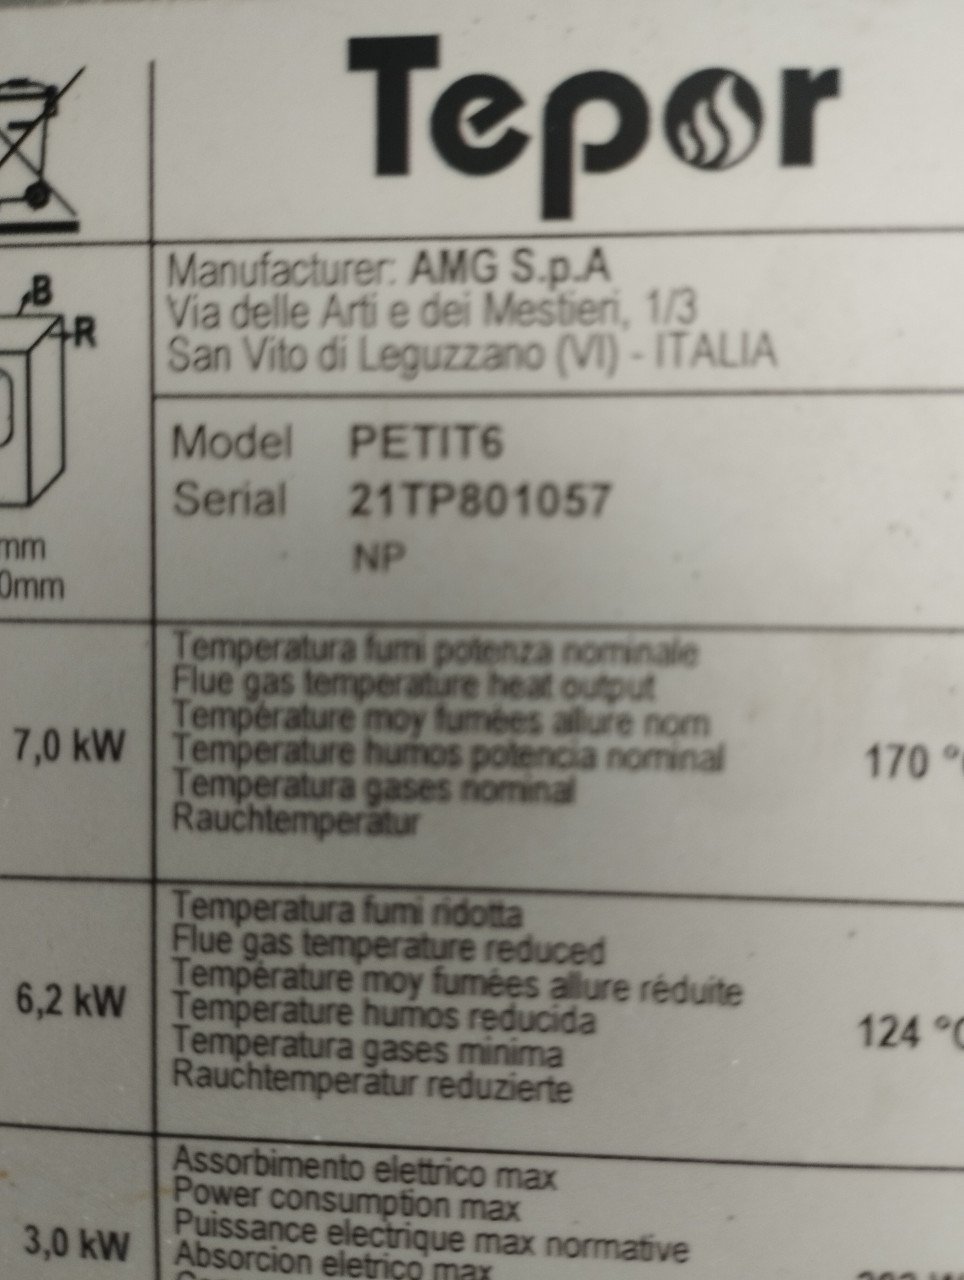 Tepor
B
R
Manufacturer: AMG S.p.A
Via delle Arti e dei Mestieri, 1/3
San Vito di Leguzzano (VI) - ITALIA
Model PETIT6
Serial 21TP801057
NP
mm
0mm
7,0 kW
Temperatura fumi potenza nominale
Flue gas temperature heat output
Température moy fumées allure nom
Temperature humos potencia nominal
Temperatura gases nominal
Rauchtemperatur
170 °C
6,2 kW
Temperatura fumi ridotta
Flue gas temperature reduced
Température moy fumées allure réduite
Temperature humos reducida
Temperatura gases minima
Rauchtemperatur reduzierte
124 °C
3,0 kW
Assorbimento elettrico max
Power consumption max
Puissance electrique max normative
Absorcion eletrico max